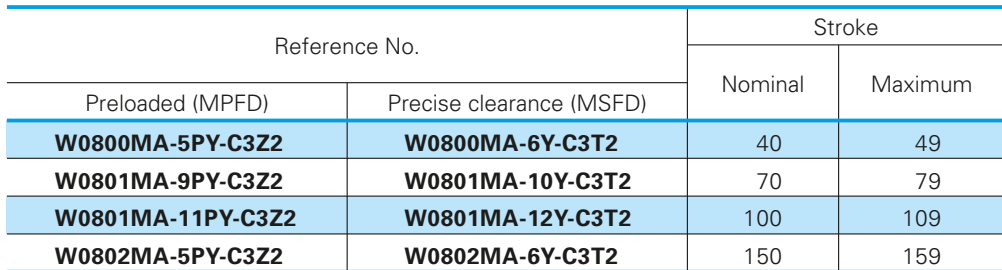 Reference No. Stroke
Preloaded (MPFD) Precise clearance (MSFD) Nominal Maximum
W0800MA-5PY-C3Z2 W0800MA-6Y-C3T2 40 49
W0801MA-9PY-C3Z2 W0801MA-10Y-C3T2 70 79
W0801MA-11PY-C3Z2 W0801MA-12Y-C3T2 100 109
W0802MA-5PY-C3Z2 W0802MA-6Y-C3T2 150 159